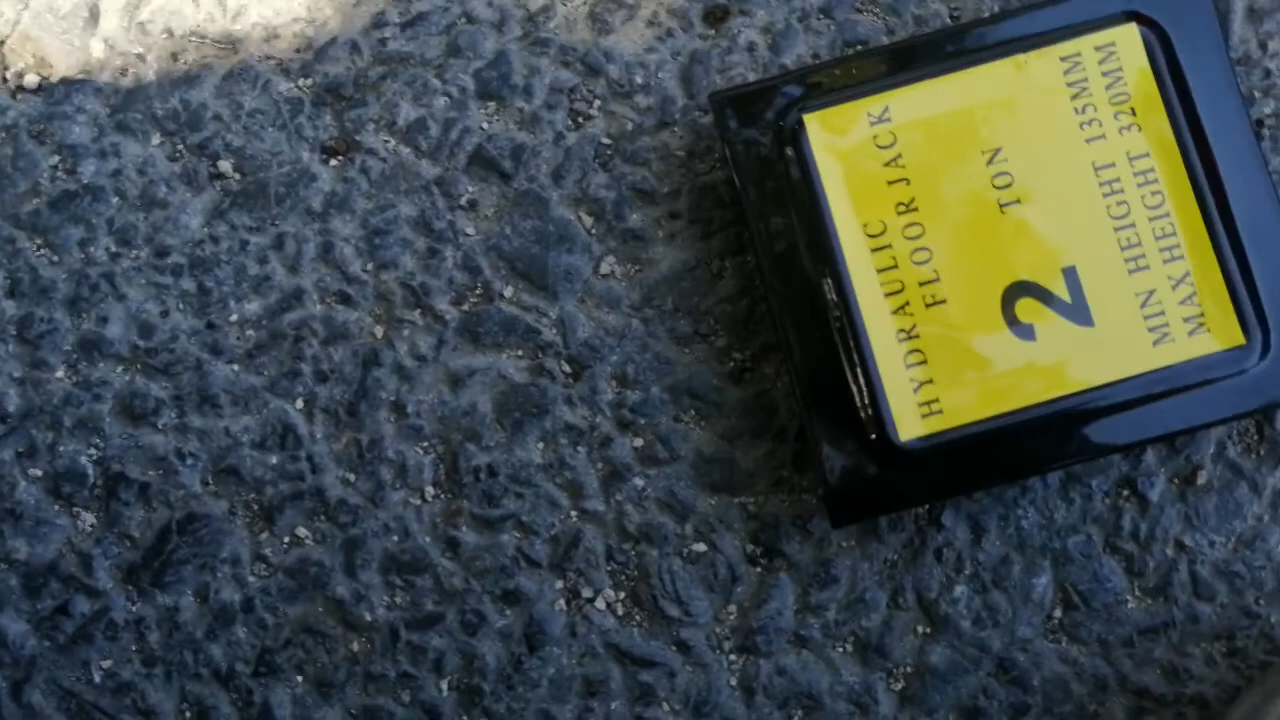 HYDRAULIC
FLOOR JACK
2 TON
MIN HEIGHT 135MM
MAX HEIGHT 320MM